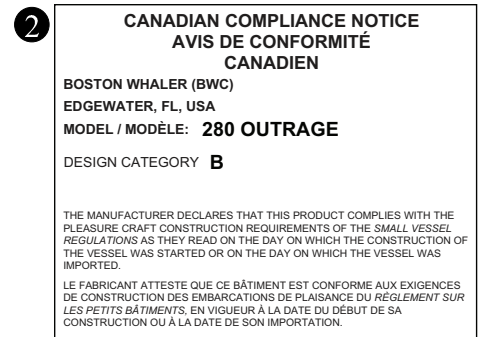 2
CANADIAN COMPLIANCE NOTICE
AVIS DE CONFORMITÉ
CANADIEN
BOSTON WHALER (BWC)
EDGEWATER, FL, USA
MODEL / MODÈLE: 280 OUTRAGE
DESIGN CATEGORY B
THE MANUFACTURER DECLARES THAT THIS PRODUCT COMPLIES WITH THE
PLEASURE CRAFT CONSTRUCTION REQUIREMENTS OF THE SMALL VESSEL
REGULATIONS AS THEY READ ON THE DAY ON WHICH THE CONSTRUCTION OF
THE VESSEL WAS STARTED OR ON THE DAY ON WHICH THE VESSEL WAS
IMPORTED.
LE FABRICANT ATTESTE QUE CE BÂTIMENT EST CONFORME AUX EXIGENCES
DE CONSTRUCTION DES EMBARCATIONS DE PLAISANCE DU RÈGLEMENT SUR
LES PETITS BÂTIMENTS, EN VIGUEUR À LA DATE DU DÉBUT DE SA
CONSTRUCTION OU À LA DATE DE SON IMPORTATION.